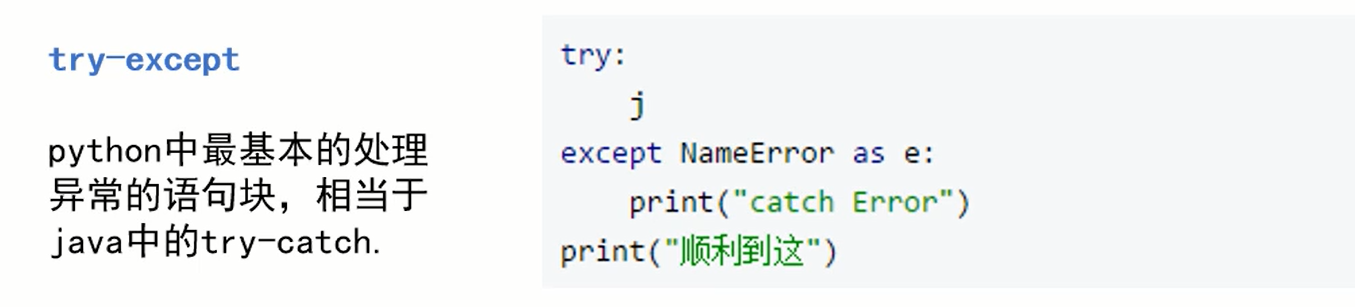 try-except
python中最基本的处理
异常的语句块，相当于
java中的try-catch.
try:
    j
except NameError as e:
    print("catch Error")
print("顺利到这")